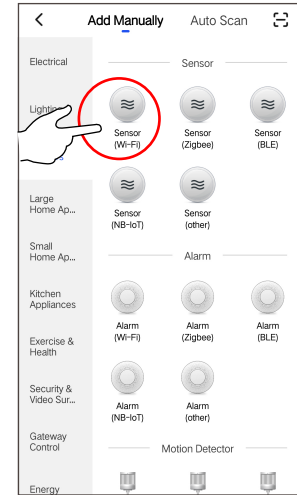 Add Manually Auto Scan
Electrical
Lighting
Large
Home Ap...
Small
Home Ap...
Kitchen
Appliances
Exercise &
Health
Security &
Video Sur...
Gateway
Control
Energy
Sensor
Sensor
(Wi-Fi)
Sensor
(Zigbee)
Sensor
(BLE)
Sensor
(NB-IoT)
Sensor
(other)
Alarm
Alarm
(Wi-Fi)
Alarm
(Zigbee)
Alarm
(BLE)
Alarm
(NB-IoT)
Alarm
(other)
Motion Detector